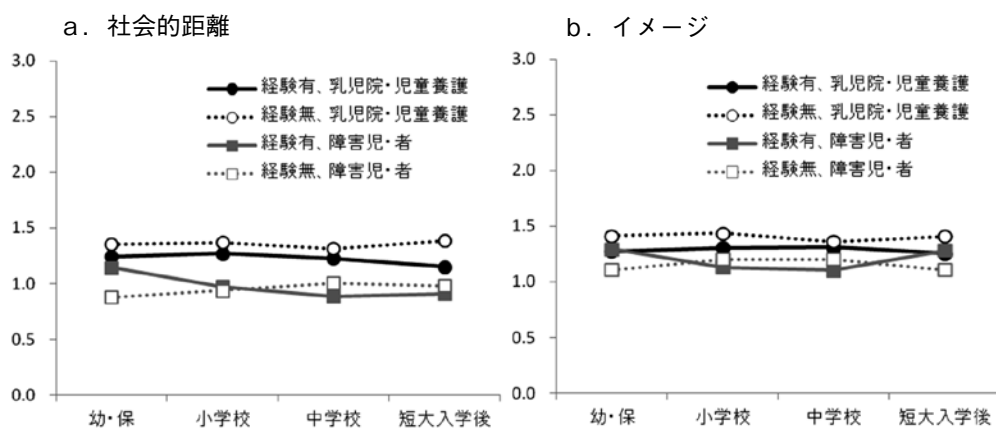 a．社会的距離
3.0
2.5
2.0
1.5
1.0
0.5
0.0
経験有、乳児院・児童養護
経験無、乳児院・児童養護
経験有、障害児・者
経験無、障害児・者
幼・保 小学校 中学校 短大入学後
b．イメージ
3.0
2.5
2.0
1.5
1.0
0.5
0.0
経験有、乳児院・児童養護
経験無、乳児院・児童養護
経験有、障害児・者
経験無、障害児・者
幼・保 小学校 中学校 短大入学後